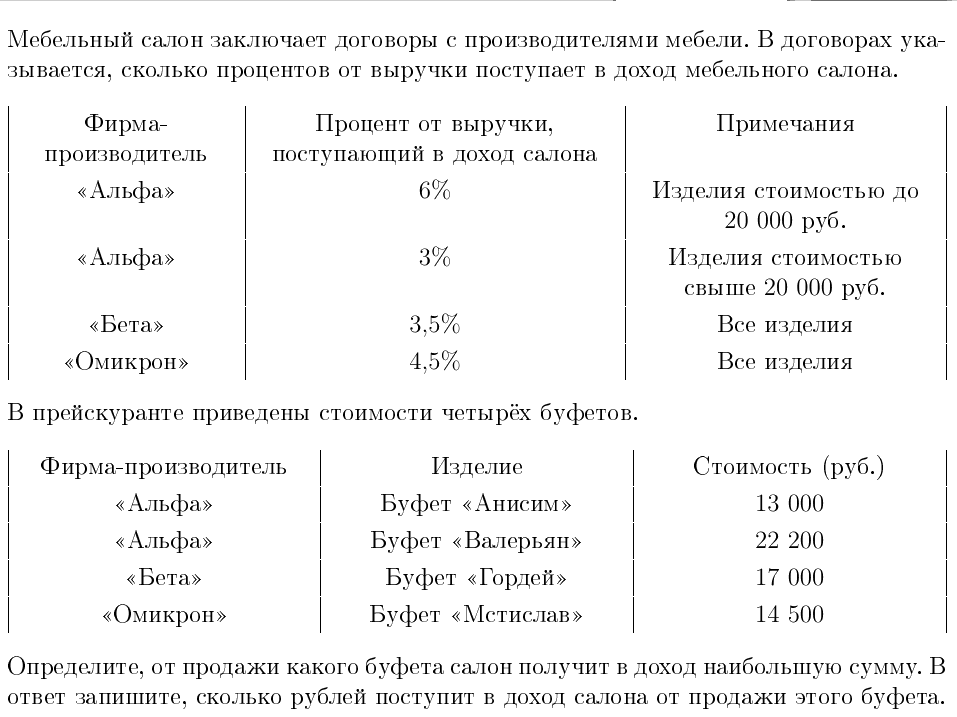 Мебельный салон заключает договоры с производителями мебели. В договорах ука-
зывается, сколько процентов от выручки поступает в доход мебельного салона.
Фирма-производитель Процент от выручки, поступающий в доход салона Примечания
«Альфа» 6% Изделия стоимостью до 20 000 руб.
«Альфа» 3% Изделия стоимостью свыше 20 000 руб.
«Бета» 3,5% Все изделия
«Омикрон» 4,5% Все изделия
В прейскуранте приведены стоимости четырёх буфетов.
Фирма-производитель Изделие Стоимость (руб.)
«Альфа» Буфет «Анисим» 13 000
«Альфа» Буфет «Валерьян» 22 200
«Бета» Буфет «Гордей» 17 000
«Омикрон» Буфет «Мстислав» 14 500
Определите, от продажи какого буфета салон получит в доход наибольшую сумму. В
ответ запишите, сколько рублей поступит в доход салона от продажи этого буфета.